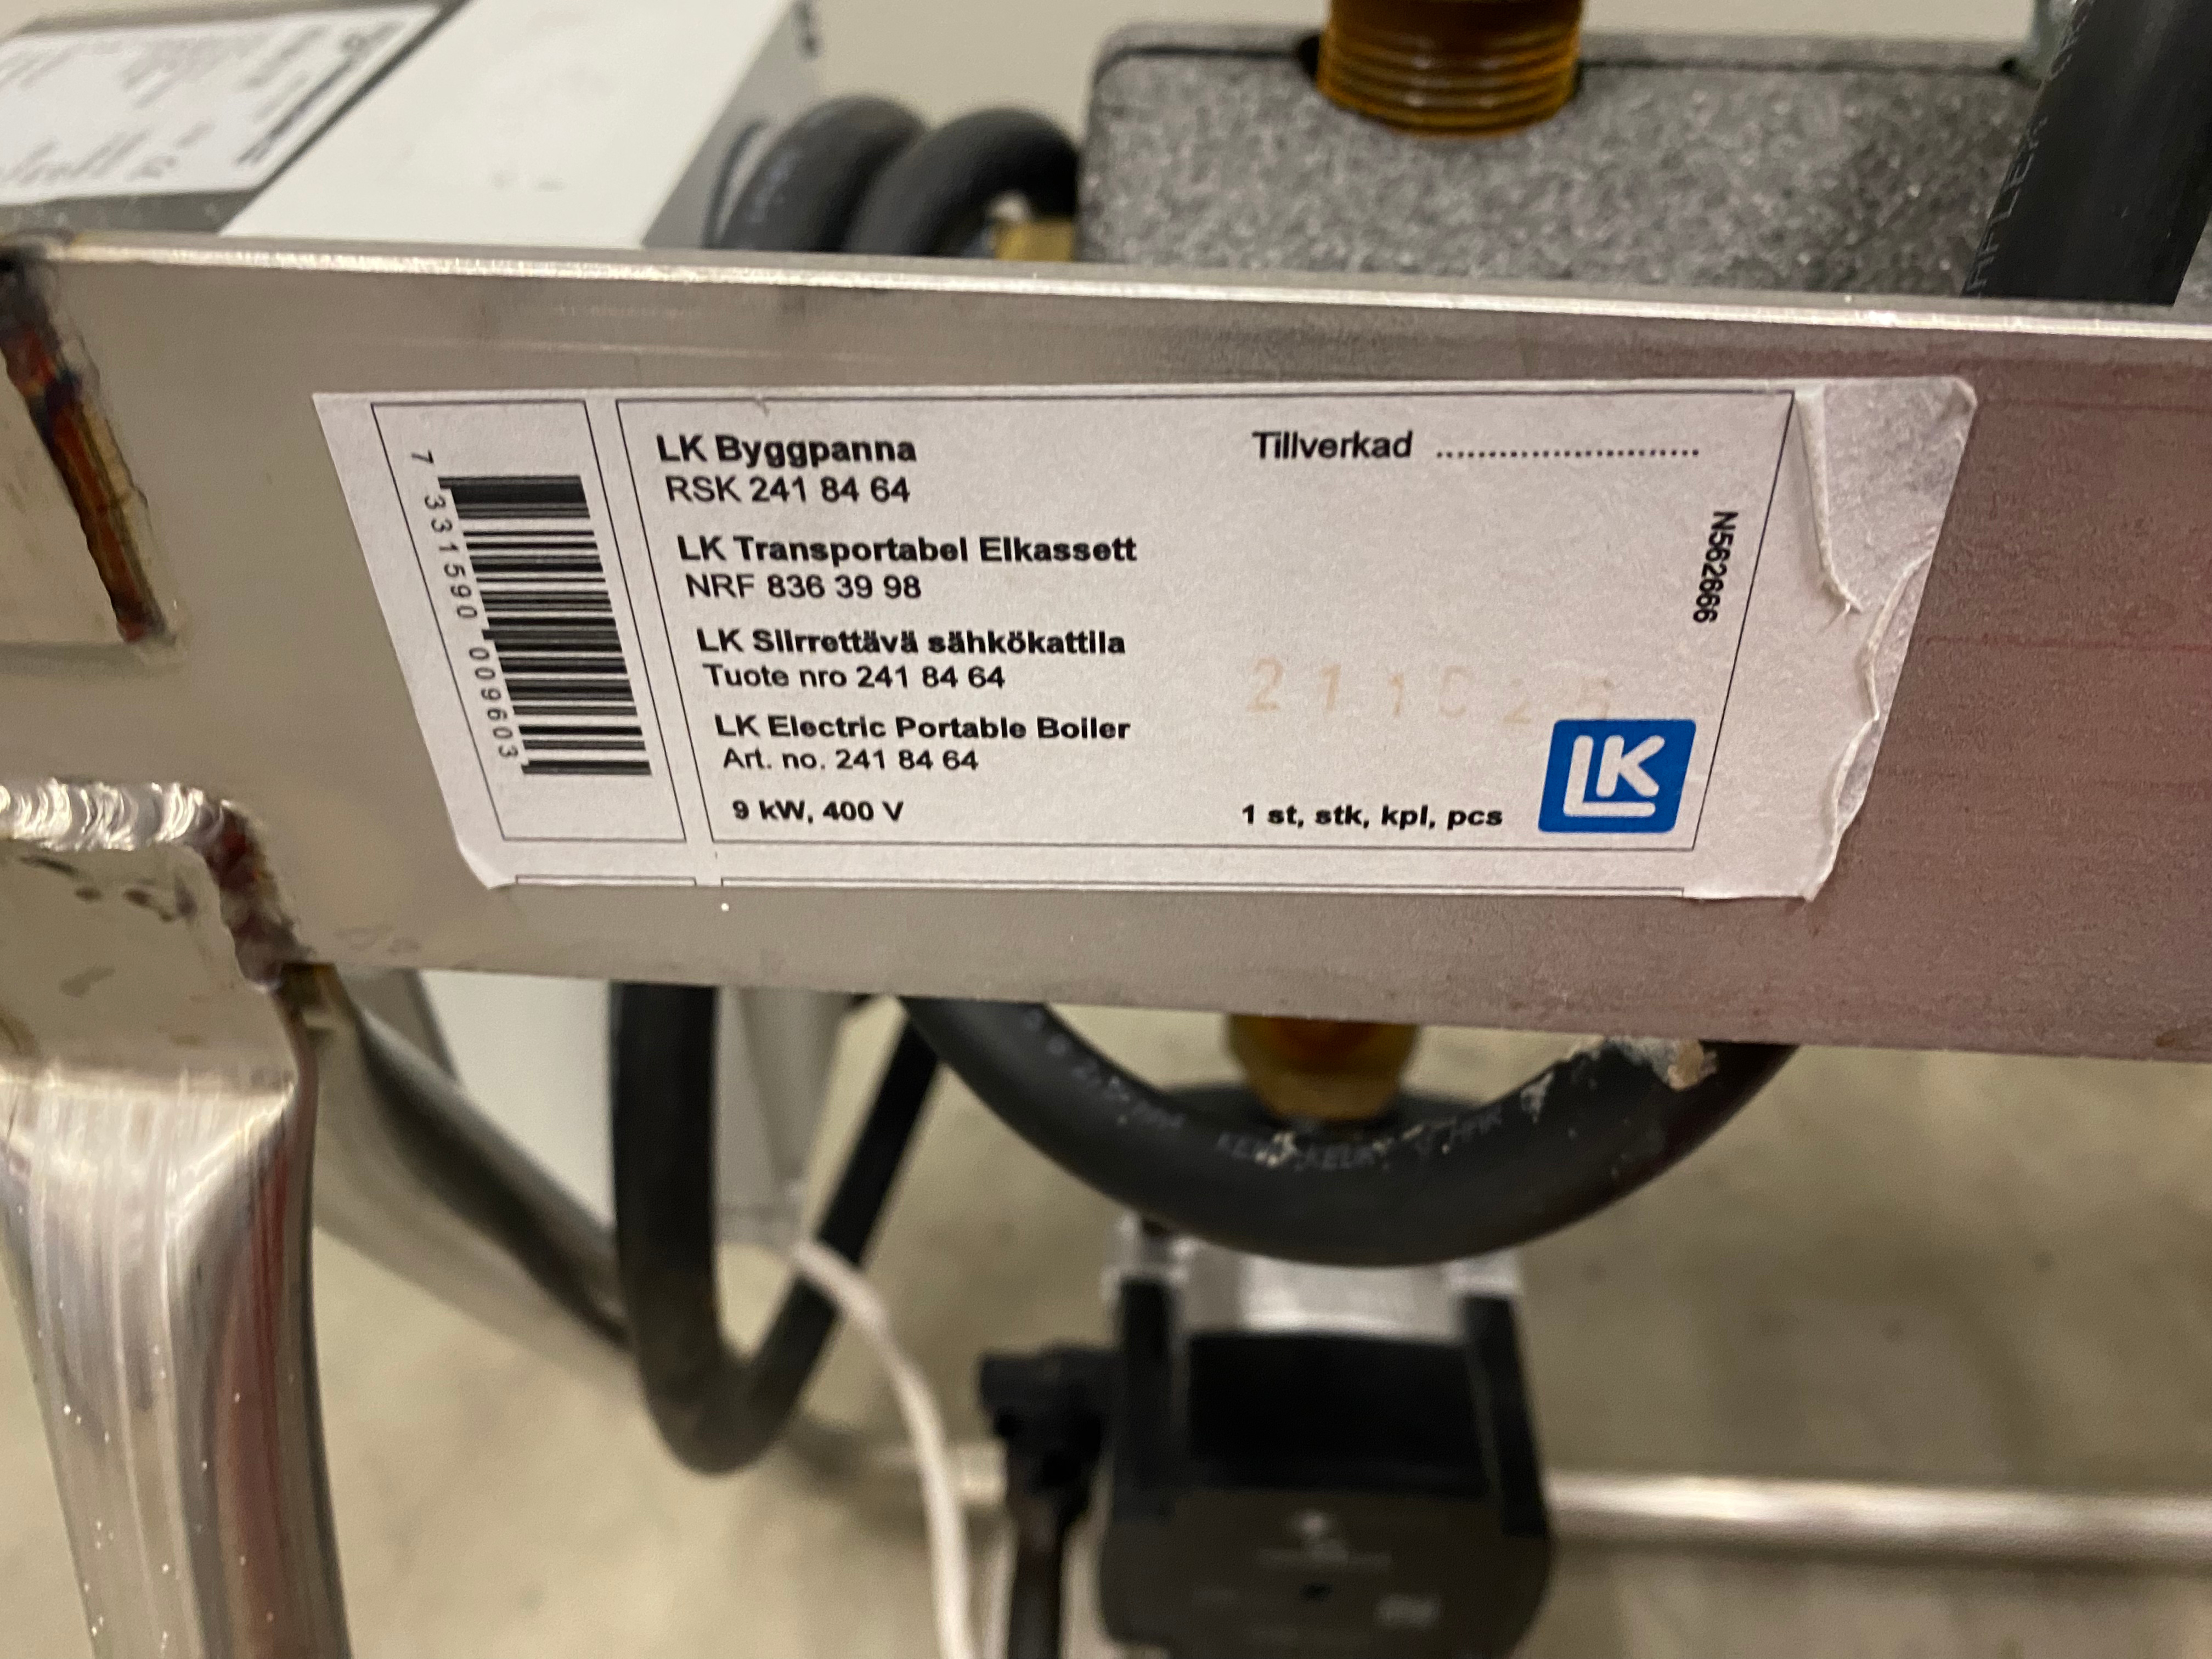 LK Byggpanna
RSK 241 84 64
LK Transportabel Elkassett
NRF 836 39 98
LK Siirrettävä sähkökattila
Tuote nro 241 84 64
LK Electric Portable Boiler
Art. no. 241 84 64
9 kW, 400 V
Tillverkad ..........................
N562666
1 st, stk, kpl, pcs
LK
7 331590 009603